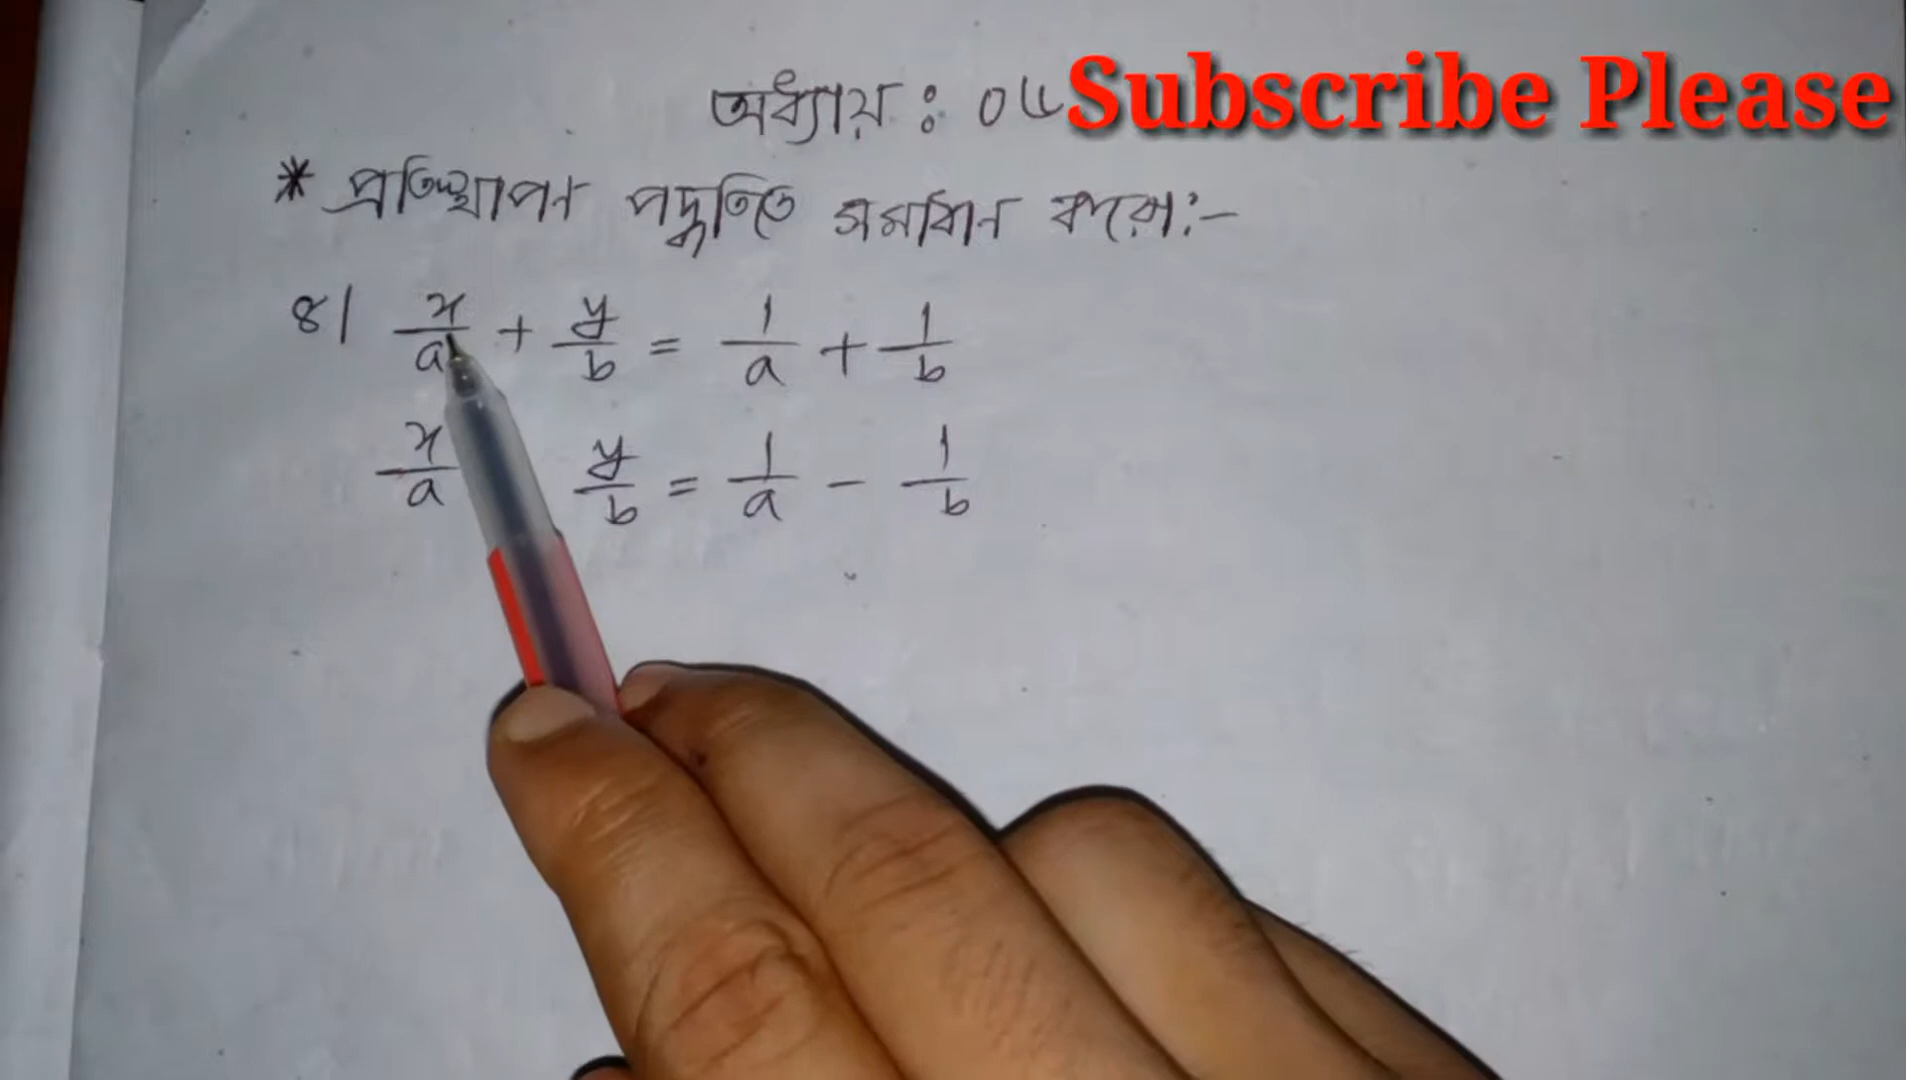 অধ্যায় : ০৬ Subscribe Please
* প্রতিস্থাপন পদ্ধতিতে সমাধান করো:-
৪| x/a + y/b = 1/a + 1/b
x/a y/b = 1/a - 1/b